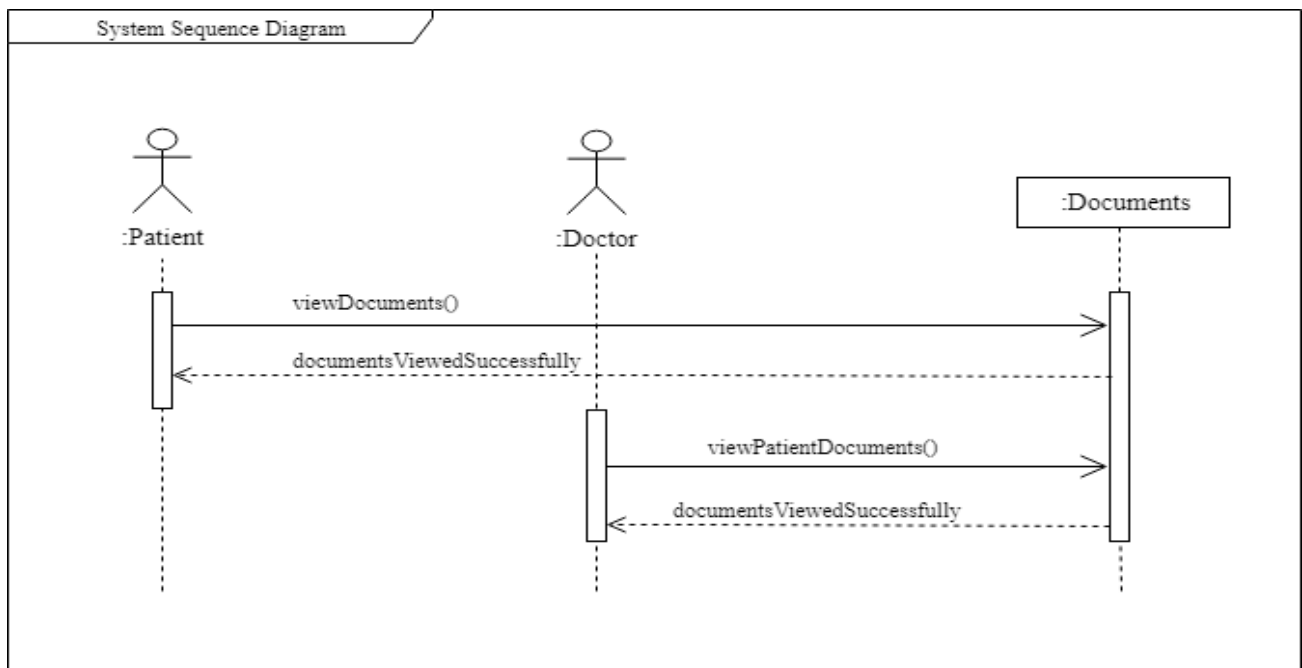 System Sequence Diagram
:Patient
:Doctor
:Documents
viewDocuments()
documentsViewedSuccessfully
viewPatientDocuments()
documentsViewedSuccessfully